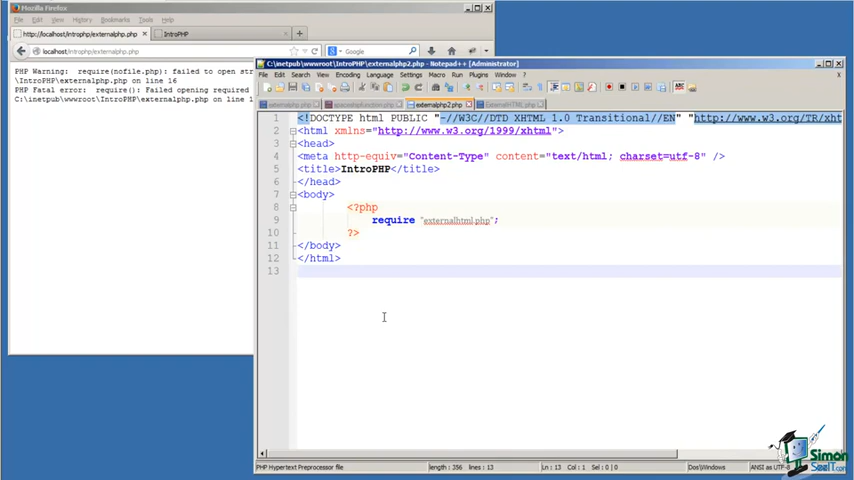 Mozilla Firefox
File Edit View History Bookmarks Tools Help
http://localhost/introphp/externalphp.php
IntroPHP
localhost/introphp/externalphp.php
Google
PHP Warning: require(nofile.php): failed to open str
\IntroPHP\externalphp.php on line 16
PHP Fatal error: require(): Failed opening required
C:\inetpub\wwwroot\IntroPHP\externalphp.php on line 1
C:\inetpub\wwwroot\IntroPHP\externalphp2.php - Notepad++ [Administrator]
File Edit Search View Encoding Language Settings Macro Run Plugins Window ? X
externalphp.php
externalphp2.php
ExternalHTML.php
1 <!DOCTYPE html PUBLIC "-//W3C//DTD XHTML 1.0 Transitional//EN" "http://www.w3.org/TR/xht
2 <html xmlns="http://www.w3.org/1999/xhtml">
3 <head>
4 <meta http-equiv="Content-Type" content="text/html; charset=utf-8" />
5 <title>IntroPHP</title>
6 </head>
7 <body>
8 <?php
9 require "externalhtml.php";
10 ?>
11 </body>
12 </html>
13
PHP Hypertext Preprocessor file
length : 356 lines : 13
Ln : 13 Col : 1 Sel : 0 | 0
Dos\Windows
ANSI as UTF-8
Simon
SezIT.com